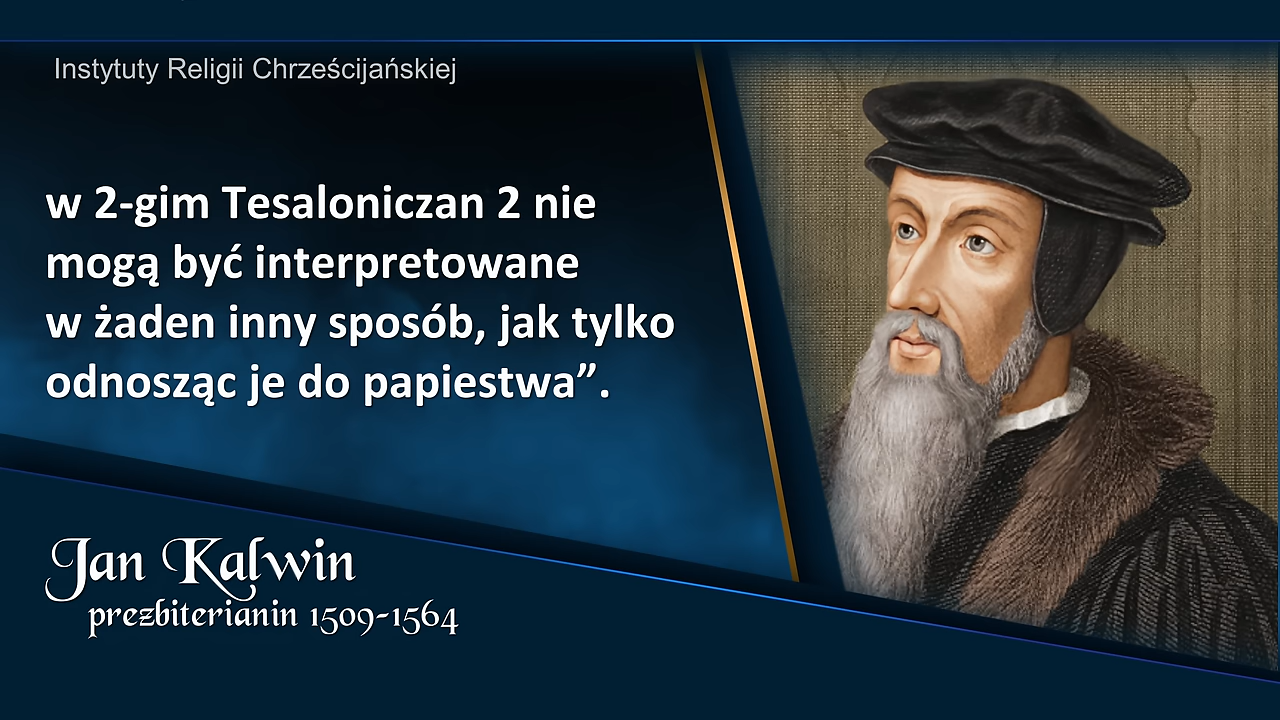 Instytuty Religii Chrześcijańskiej
w 2-gim Tesaloniczan 2 nie
mogą być interpretowane
w żaden inny sposób, jak tylko
odnosząc je do papiestwa”.
Jan Kalwin
prezbiterianin 1509-1564